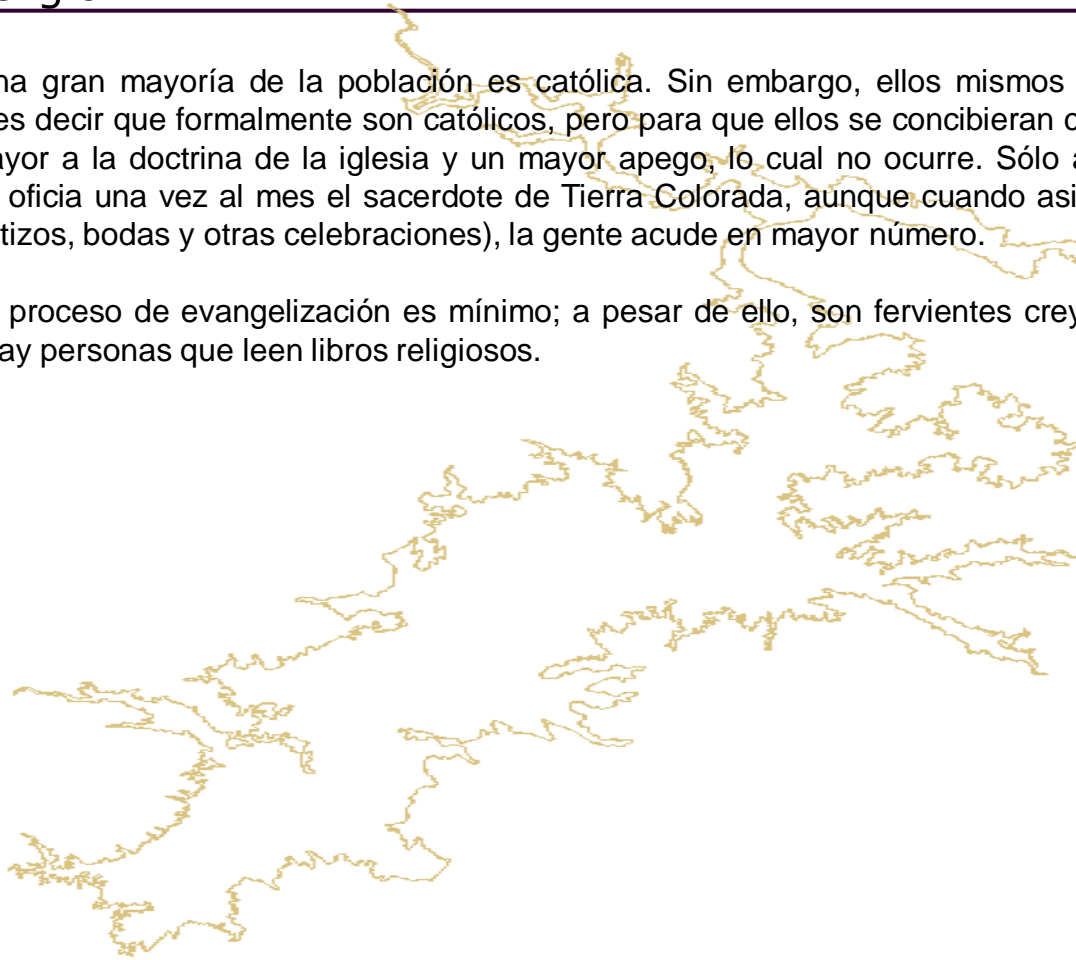 na gran mayoría de la población es católica. Sin embargo, ellos mismos
es decir que formalmente son católicos, pero para que ellos se concibieran
ayor a la doctrina de la iglesia y un mayor apego, lo cual no ocurre. Sólo
oficia una vez al mes el sacerdote de Tierra Colorada, aunque cuando asi
tizos, bodas y otras celebraciones), la gente acude en mayor número.
proceso de evangelización es mínimo; a pesar de ello, son fervientes crey
ay personas que leen libros religiosos.